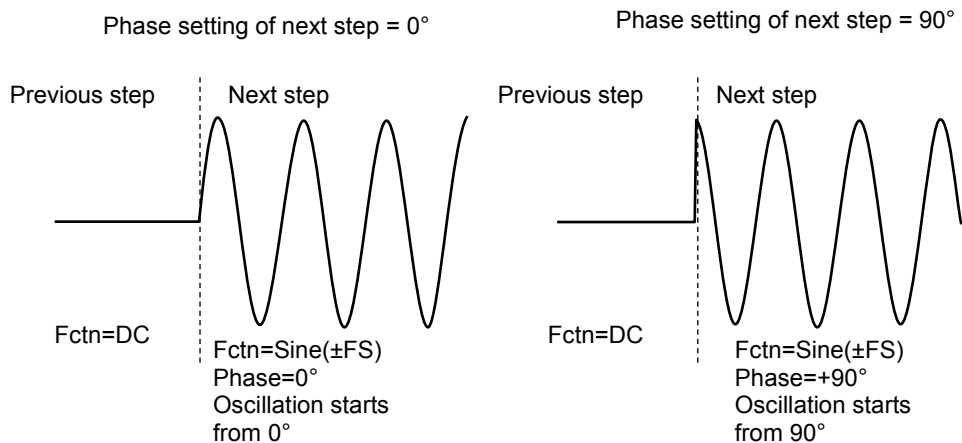 Phase setting of next step = 0°
Previous step
Next step
Fctn=DC
Fctn=Sine(±FS)
Phase=0°
Oscillation starts
from 0°
Phase setting of next step = 90°
Previous step
Next step
Fctn=DC
Fctn=Sine(±FS)
Phase=+90°
Oscillation starts
from 90°